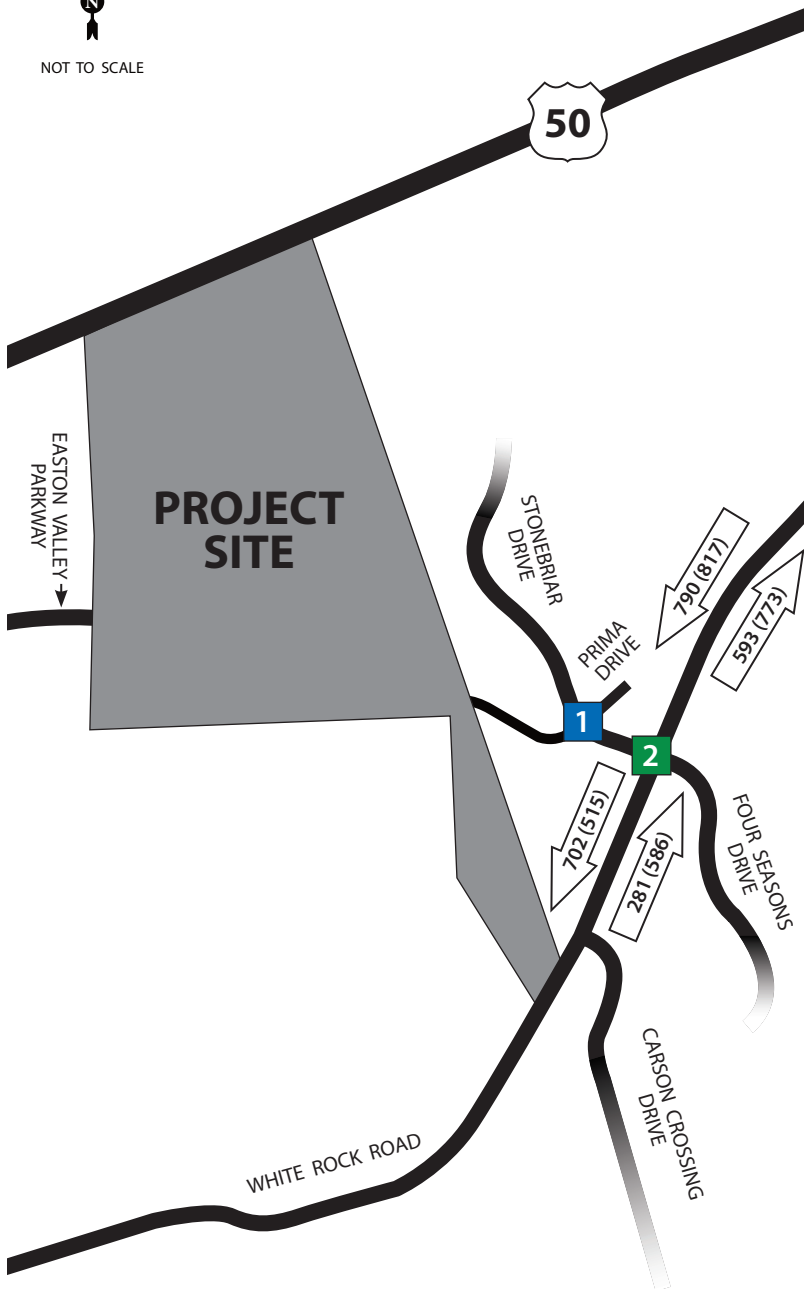 N
NOT TO SCALE
50
EASTON VALLEY
PARKWAY
PROJECT
SITE
STONEBRIAR
DRIVE
PRIMA
DRIVE
790 (817)
593 (773)
1
2
702 (515)
281 (586)
FOUR SEASONS
DRIVE
CARSON CROSSING
DRIVE
WHITE ROCK ROAD